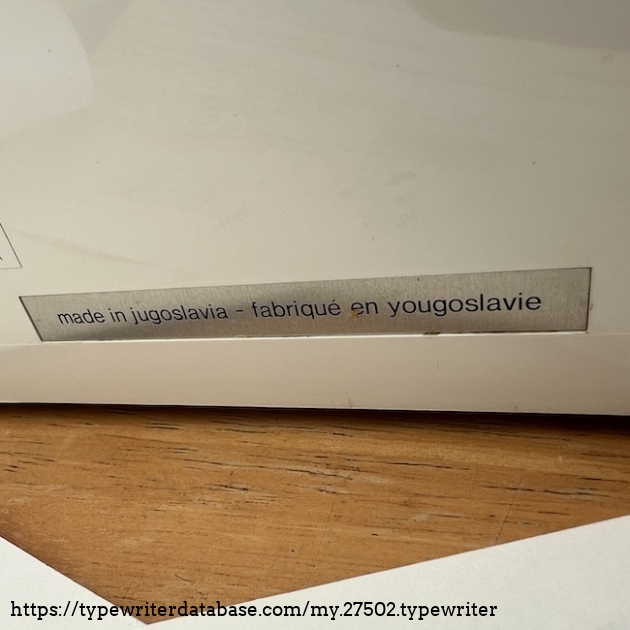 made in jugoslavia - fabriqué en yougoslavie
https://typewriterdatabase.com/my.27502.typewriter